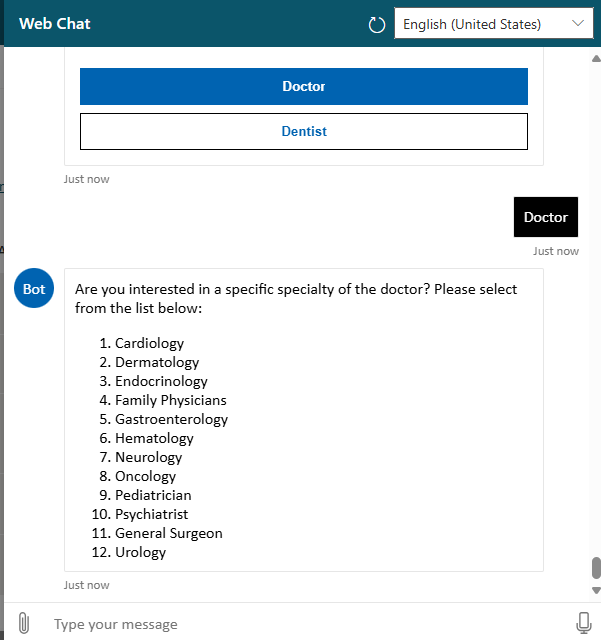 Web Chat
English (United States)
Doctor
Dentist
Just now
Doctor
Just now
Bot
Are you interested in a specific specialty of the doctor? Please select
from the list below:
1. Cardiology
2. Dermatology
3. Endocrinology
4. Family Physicians
5. Gastroenterology
6. Hematology
7. Neurology
8. Oncology
9. Pediatrician
10. Psychiatrist
11. General Surgeon
12. Urology
Just now
Type your message